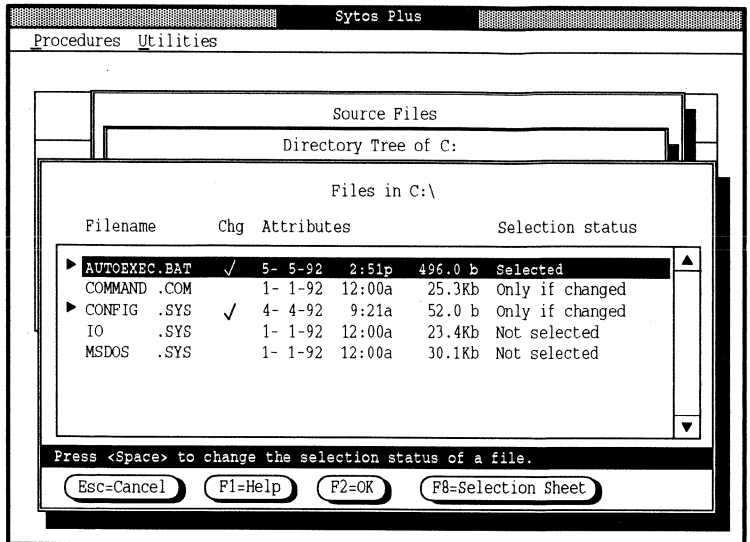 Sytos Plus
Procedures Utilities
Source Files
Directory Tree of C:
Files in C:\
Filename Chg Attributes Selection status
▶ AUTOEXEC.BAT √ 5- 5-92 2:51p 496.0 b Selected
COMMAND .COM 1- 1-92 12:00a 25.3Kb Only if changed
▶ CONFIG .SYS √ 4- 4-92 9:21a 52.0 b Only if changed
IO .SYS 1- 1-92 12:00a 23.4Kb Not selected
MSDOS .SYS 1- 1-92 12:00a 30.1Kb Not selected
Press <Space> to change the selection status of a file.
Esc=Cancel F1=Help F2=OK F8=Selection Sheet